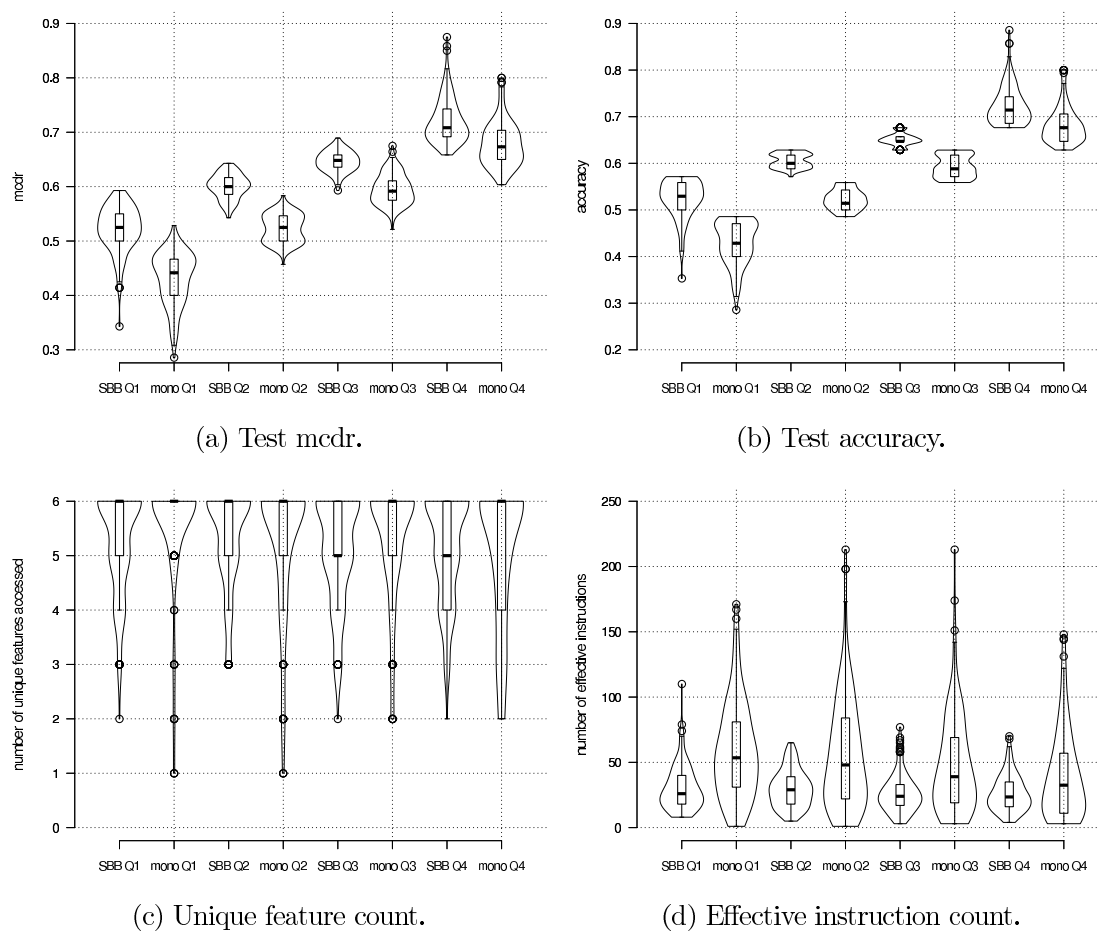 0.9
0.8
0.7
0.6
0.5
0.4
0.3
mcdr
SBB Q1 mono Q1 SBB Q2 mono Q2 SBB Q3 mono Q3 SBB Q4 mono Q4
(a) Test mcdr.
0.9
0.8
0.7
0.6
0.5
0.4
0.3
0.2
accuracy
SBB Q1 mono Q1 SBB Q2 mono Q2 SBB Q3 mono Q3 SBB Q4 mono Q4
(b) Test accuracy.
6
5
4
3
2
1
0
number of unique features accessed
SBB Q1 mono Q1 SBB Q2 mono Q2 SBB Q3 mono Q3 SBB Q4 mono Q4
(c) Unique feature count.
250
200
150
100
50
0
number of effective instructions
SBB Q1 mono Q1 SBB Q2 mono Q2 SBB Q3 mono Q3 SBB Q4 mono Q4
(d) Effective instruction count.